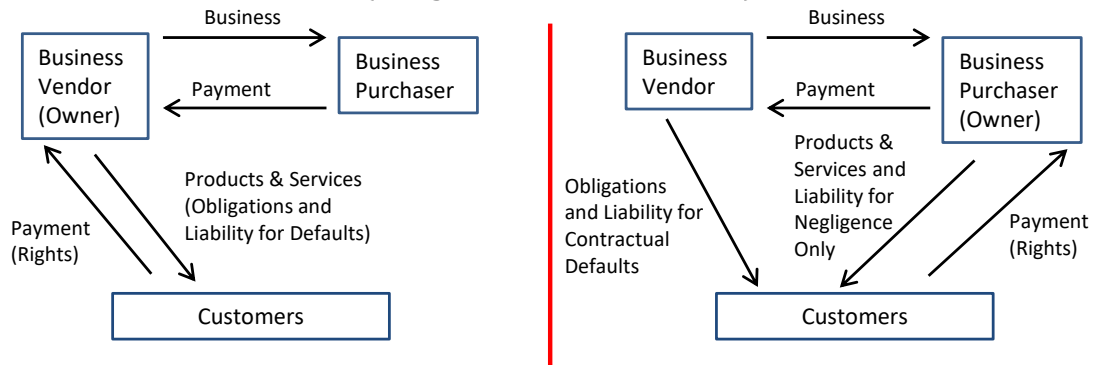 Business
Business
Vendor
(Owner)
Business
Purchaser
Payment
Products & Services
(Obligations and
Liability for Defaults)
Payment
(Rights)
Customers
Business
Business
Vendor
Business
Purchaser
(Owner)
Payment
Obligations
and Liability for
Contractual
Defaults
Products &
Services and
Liability for
Negligence
Only
Payment
(Rights)
Customers